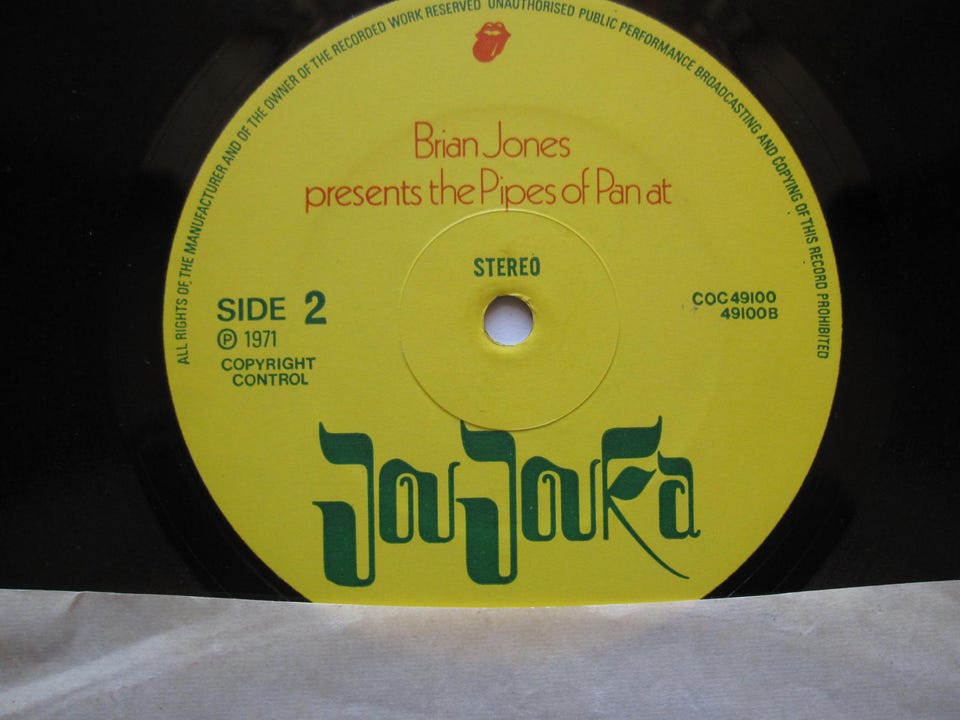 ALL RIGHTS OF THE MANUFACTURER AND OF THE OWNER OF THE RECORDED WORK RESERVED UNAUTHORISED PUBLIC PERFORMANCE BROADCASTING AND COPYING OF THIS RECORD PROHIBITED
Brian Jones
presents the Pipes of Pan at
STEREO
SIDE 2
Ⓟ 1971
COPYRIGHT
CONTROL
COC 49100
49100B
JouJouka